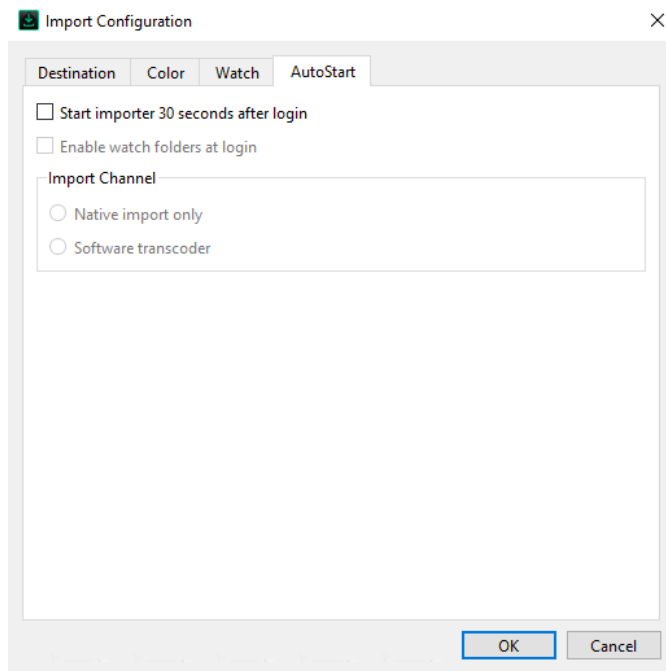 Import Configuration
Destination Color Watch AutoStart
Start importer 30 seconds after login
Enable watch folders at login
Import Channel
Native import only
Software transcoder
OK Cancel